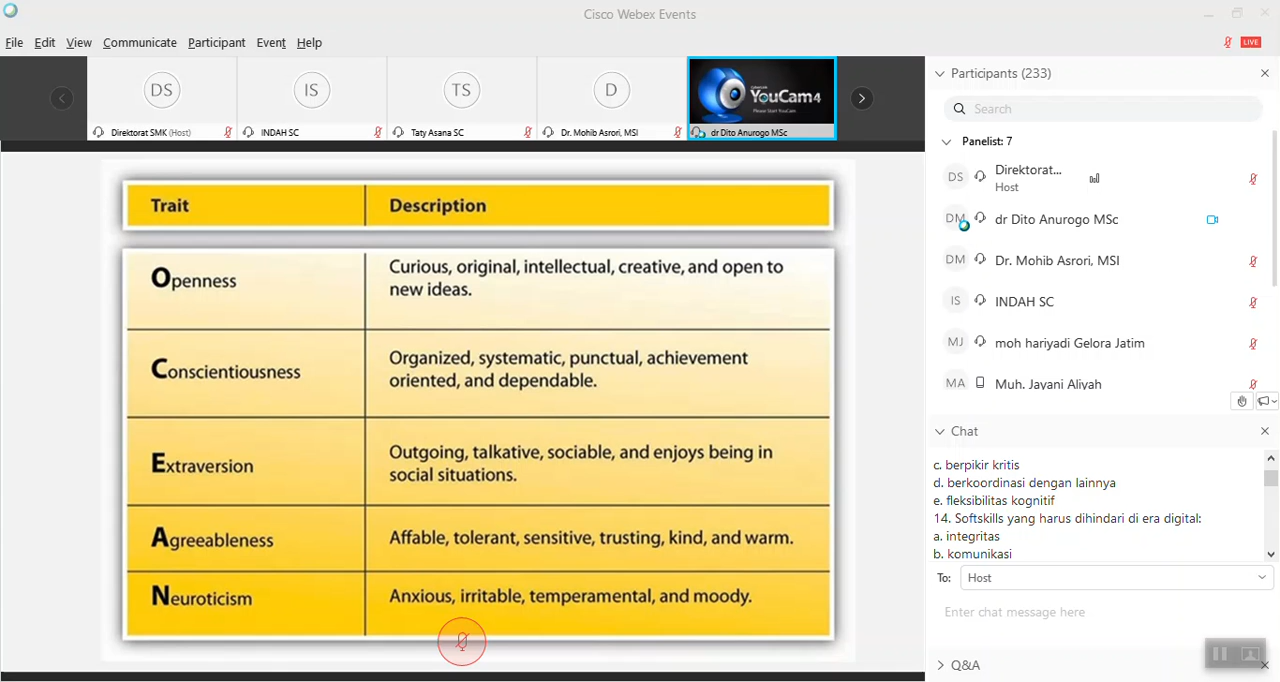 Cisco Webex Events
File Edit View Communicate Participant Event Help
LIVE
DS
IS
TS
D
YouCam 4
Please Start YouCam
Direktorat SMK (Host)
INDAH SC
Taty Asana SC
Dr. Mohib Asrori, MSI
dr Dito Anurogo MSc
Trait
Description
Openness
Curious, original, intellectual, creative, and open to
new ideas.
Conscientiousness
Organized, systematic, punctual, achievement
oriented, and dependable.
Extraversion
Outgoing, talkative, sociable, and enjoys being in
social situations.
Agreeableness
Affable, tolerant, sensitive, trusting, kind, and warm.
Neuroticism
Anxious, irritable, temperamental, and moody.
Participants (233)
Search
Panelist: 7
DS
Direktorat...
Host
DM
dr Dito Anurogo MSc
DM
Dr. Mohib Asrori, MSI
IS
INDAH SC
MJ
moh hariyadi Gelora Jatim
MA
Muh. Jayani Aliyah
Chat
c. berpikir kritis
d. berkoordinasi dengan lainnya
e. fleksibilitas kognitif
14. Softskills yang harus dihindari di era digital:
a. integritas
b. komunikasi
To: Host
Enter chat message here
Q&A